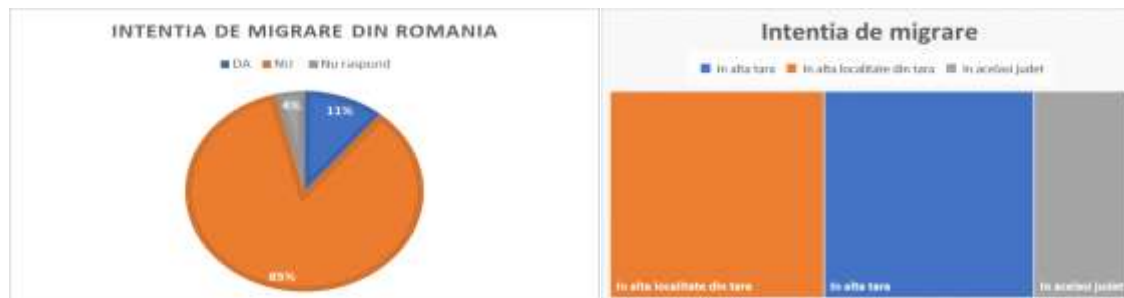 INTENTIA DE MIGRARE DIN ROMANIA
DA NU Nu raspund
4%
11%
85%
Intentia de migrare
In alta tara In alta localitate din tara In acelasi judet
In alta localitate din tara
In alta tara
In acelasi judet